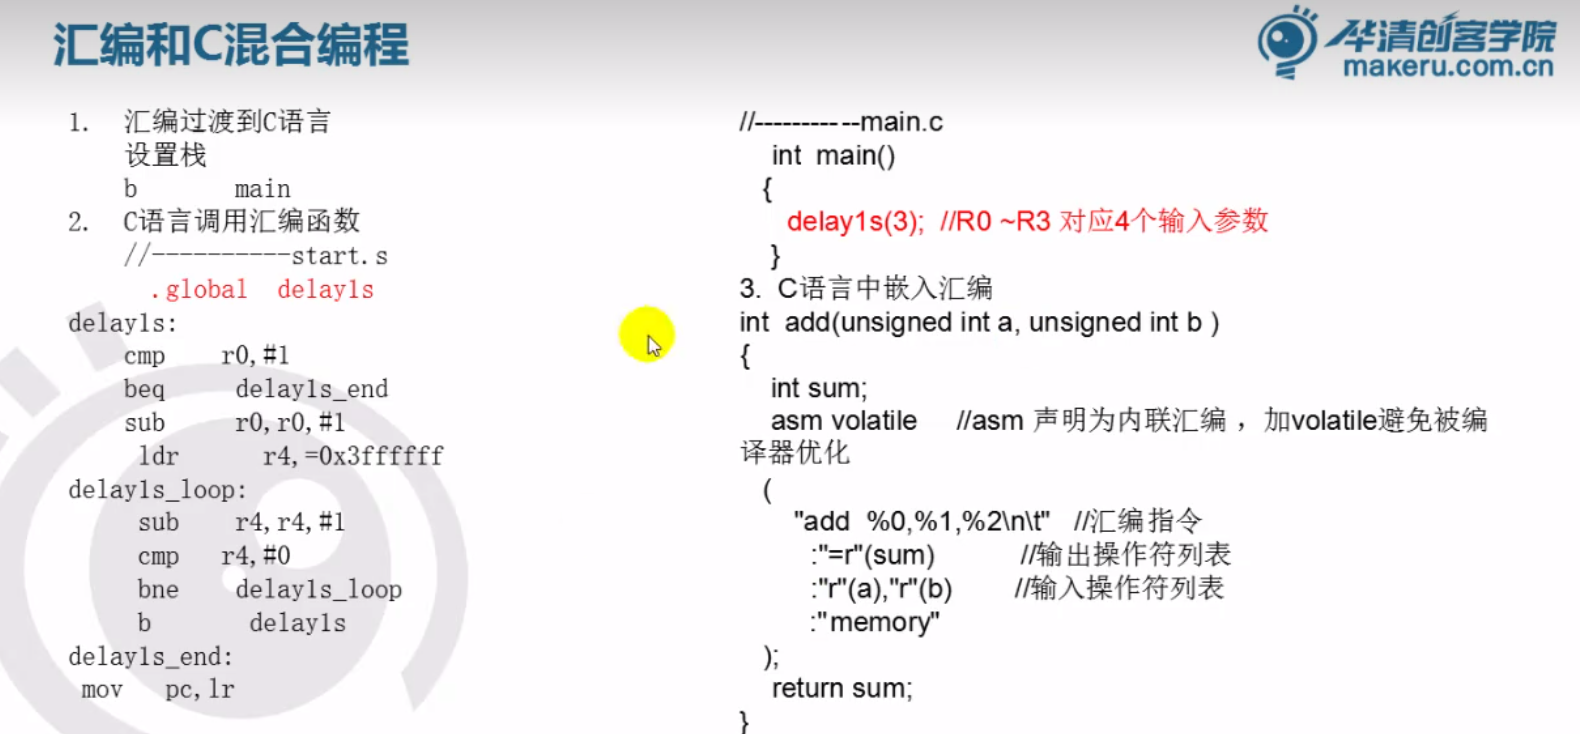 汇编和C混合编程
华清创客学院
makeru.com.cn
1. 汇编过渡到C语言
设置栈
b main
2. C语言调用汇编函数
//----------start.s
.global delay1s
delay1s:
cmp r0,#1
beq delay1s_end
sub r0,r0,#1
ldr r4,=0x3ffffff
delay1s_loop:
sub r4,r4,#1
cmp r4,#0
bne delay1s_loop
b delay1s
delay1s_end:
mov pc,lr
//-----------main.c
int main()
{
delay1s(3); //R0 ~R3 对应4个输入参数
}
3. C语言中嵌入汇编
int add(unsigned int a, unsigned int b )
{
int sum;
asm volatile //asm 声明为内联汇编 ，加volatile避免被编
译器优化
(
"add %0,%1,%2\n\t" //汇编指令
:"=r"(sum) //输出操作符列表
:"r"(a),"r"(b) //输入操作符列表
:"memory"
);
return sum;
}